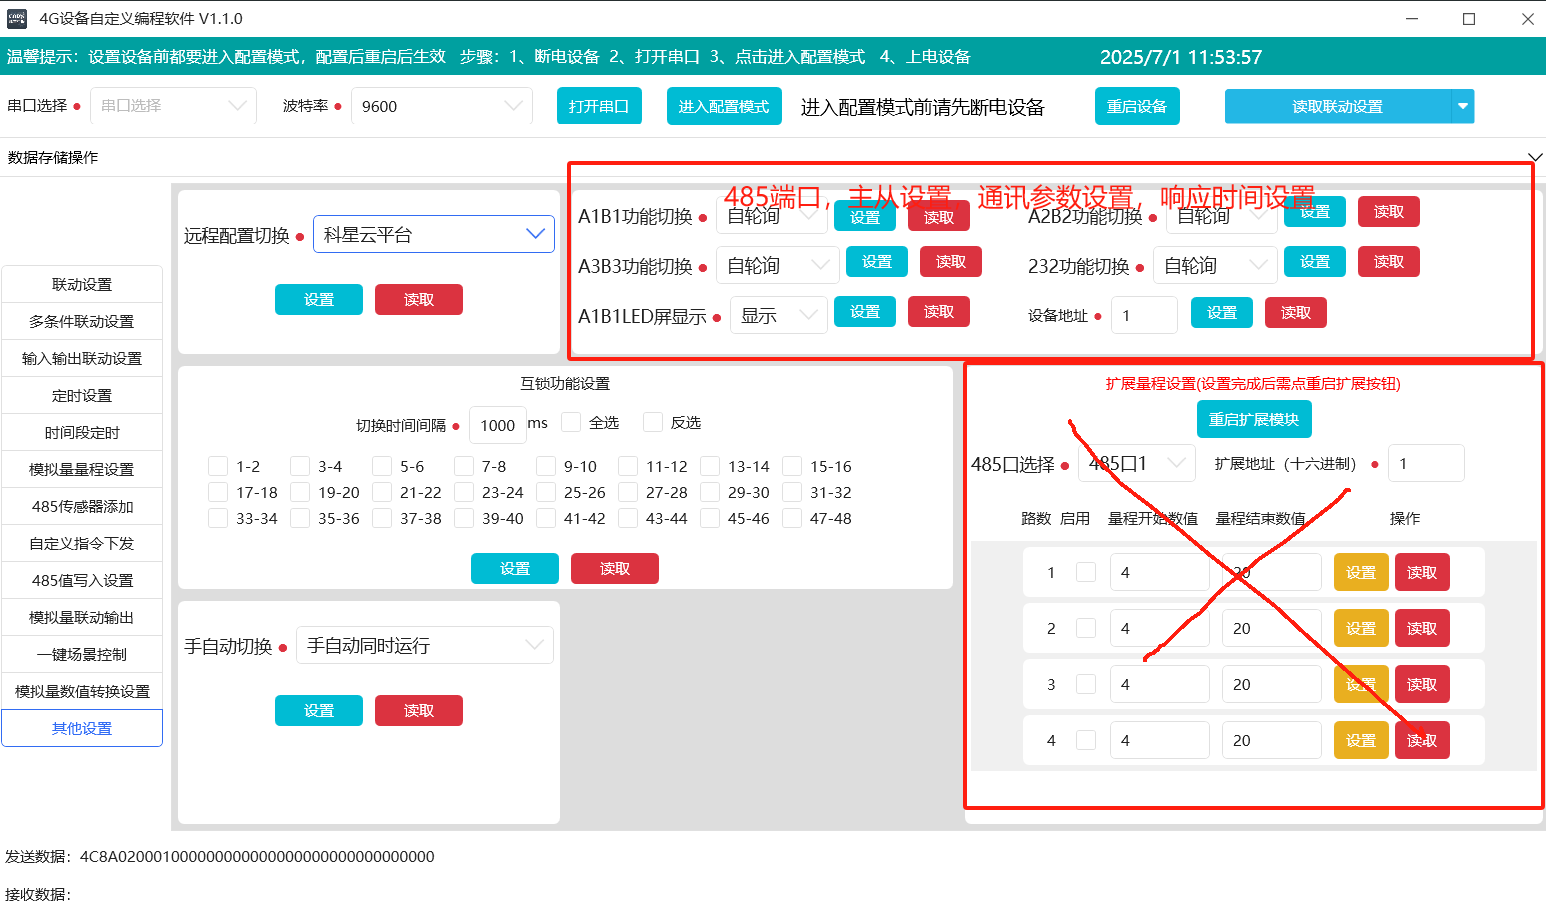 4G设备自定义编程软件 V1.1.0
温馨提示：设置设备前都要进入配置模式，配置后重启后生效 步骤：1、断电设备 2、打开串口 3、点击进入配置模式 4、上电设备 2025/7/1 11:53:57
串口选择 串口选择 波特率 9600 打开串口 进入配置模式 进入配置模式前请先断电设备 重启设备 读取联动设置
数据存储操作
联动设置
多条件联动设置
输入输出联动设置
定时设置
时间段定时
模拟量量程设置
485传感器添加
自定义指令下发
485值写入设置
模拟量联动输出
一键场景控制
模拟量数值转换设置
其他设置
远程配置切换 科星云平台
设置 读取
485端口，主从设置，通讯参数设置，响应时间设置
A1B1功能切换 自轮询 设置 读取 A2B2功能切换 自轮询 设置 读取
A3B3功能切换 自轮询 设置 读取 232功能切换 自轮询 设置 读取
A1B1LED屏显示 显示 设置 读取 设备地址 1 设置 读取
互锁功能设置
切换时间间隔 1000 ms 全选 反选
1-2 3-4 5-6 7-8 9-10 11-12 13-14 15-16
17-18 19-20 21-22 23-24 25-26 27-28 29-30 31-32
33-34 35-36 37-38 39-40 41-42 43-44 45-46 47-48
设置 读取
扩展量程设置(设置完成后需点重启扩展按钮)
重启扩展模块
485口选择 485口1 扩展地址（十六进制） 1
路数 启用 量程开始数值 量程结束数值 操作
1 4 20 设置 读取
2 4 20 设置 读取
3 4 20 设置 读取
4 4 20 设置 读取
手自动切换 手自动同时运行
设置 读取
发送数据：4C8A02000100000000000000000000000000000
接收数据：